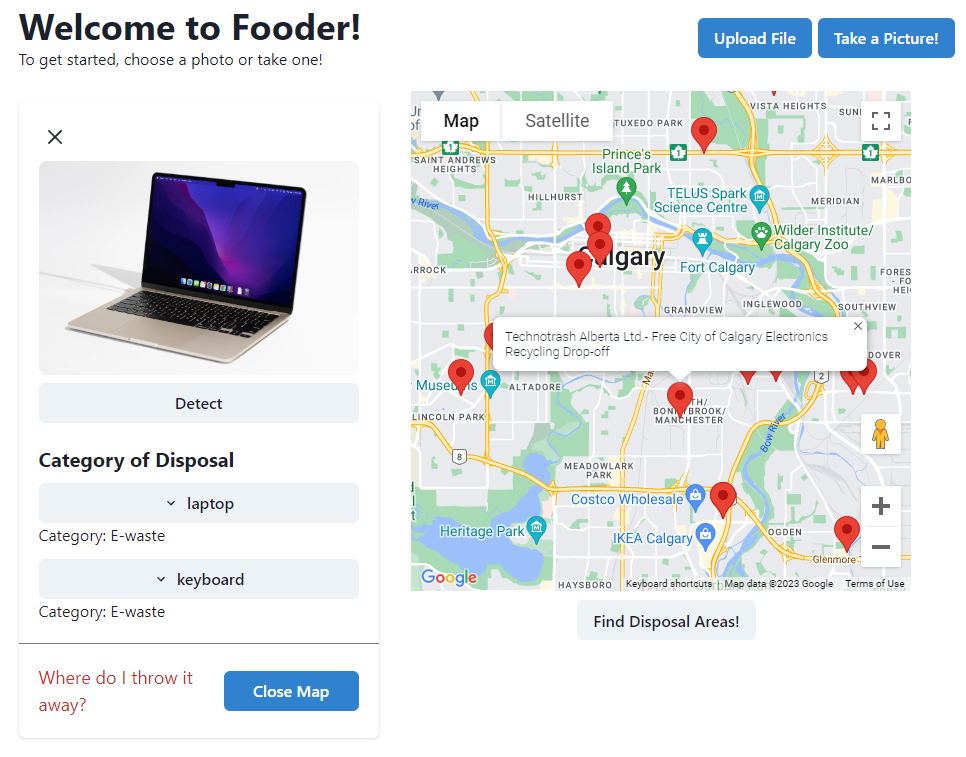 Welcome to Fooder!
To get started, choose a photo or take one!
Upload File
Take a Picture!
Detect
Category of Disposal
laptop
Category: E-waste
keyboard
Category: E-waste
Where do I throw it
away?
Close Map
Map
Satellite
VISTA HEIGHTS
TUXEDO PARK
SAINT ANDREWS
HEIGHTS
Prince's
Island Park
HILLHURST
TELUS Spark
Science Centre
MARLBO
MERIDIAN
Bow River
Wilder Institute/
Calgary Zoo
Calgary
Fort Calgary
FORES
INGLEWOOD
GRANDVIEW
SOUTHVIEW
Technotrash Alberta Ltd.- Free City of Calgary Electronics
Recycling Drop-off
DOVER
2
Museums
ALTADORE
LINCOLN PARK
MANCHESTER
Bow River
8
MEADOWLARK
PARK
Costco Wholesale
Heritage Park
IKEA Calgary
OGDEN
Glenmore
Google
HAYSBORO
Keyboard shortcuts
Map data ©2023 Google
Terms of Use
Find Disposal Areas!